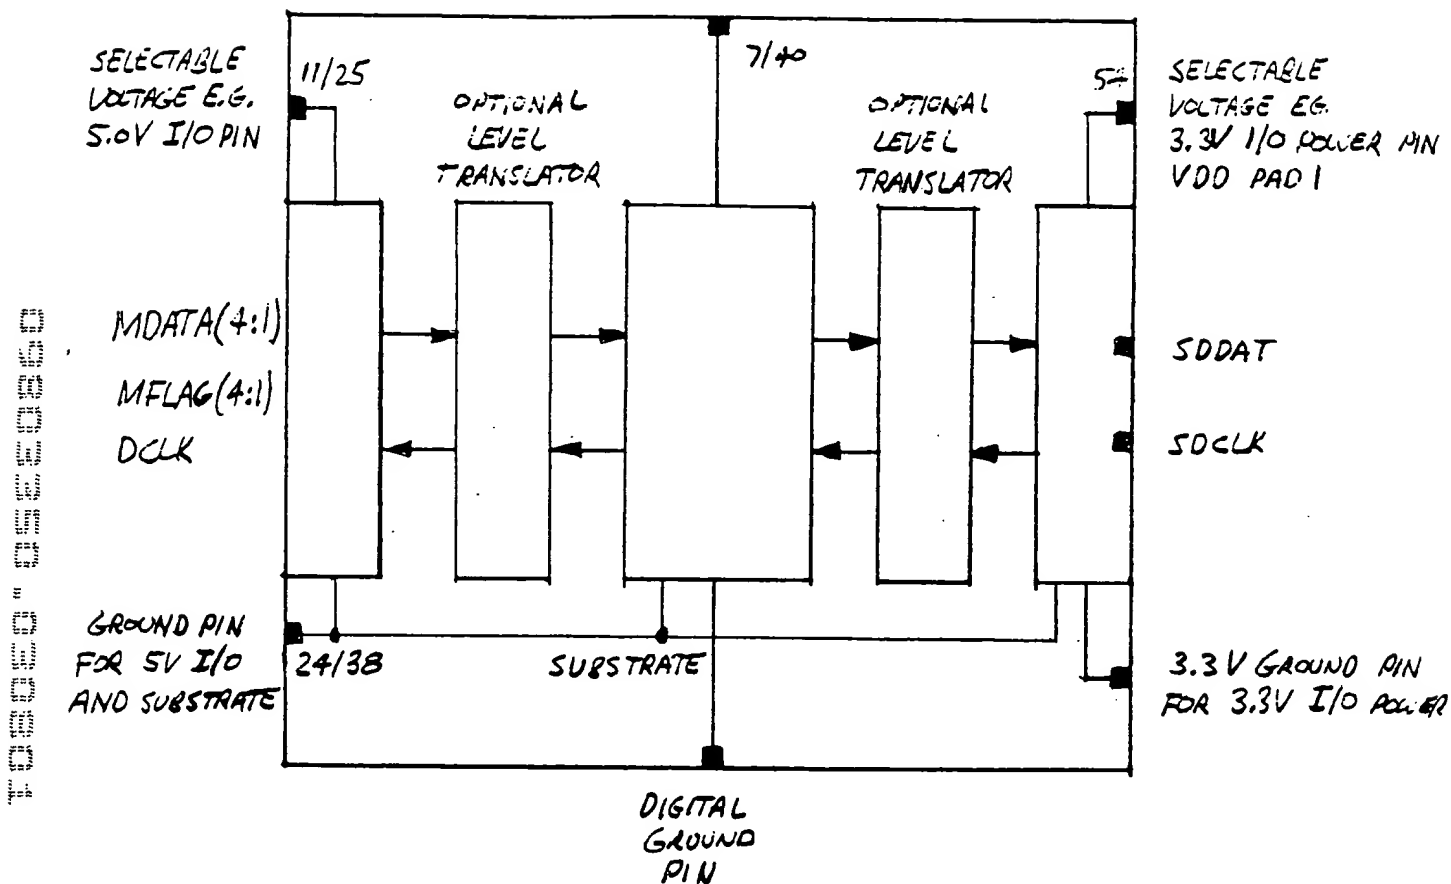 SELECTABLE
VOLTAGE E.G.
5.0V I/O PIN
11/25
OPTIONAL
LEVEL
TRANSLATOR
7/40
OPTIONAL
LEVEL
TRANSLATOR
SELECTABLE
VOLTAGE EG.
3.3V I/O POWER PIN
VDD PAD 1
MDATA(4:1)
MFLAG(4:1)
DCLK
SDDAT
SDCLK
GROUND PIN
FOR 5V I/O
AND SUBSTRATE
24/38
SUBSTRATE
3.3V GROUND PIN
FOR 3.3V I/O POWER
DIGITAL
GROUND
PIN